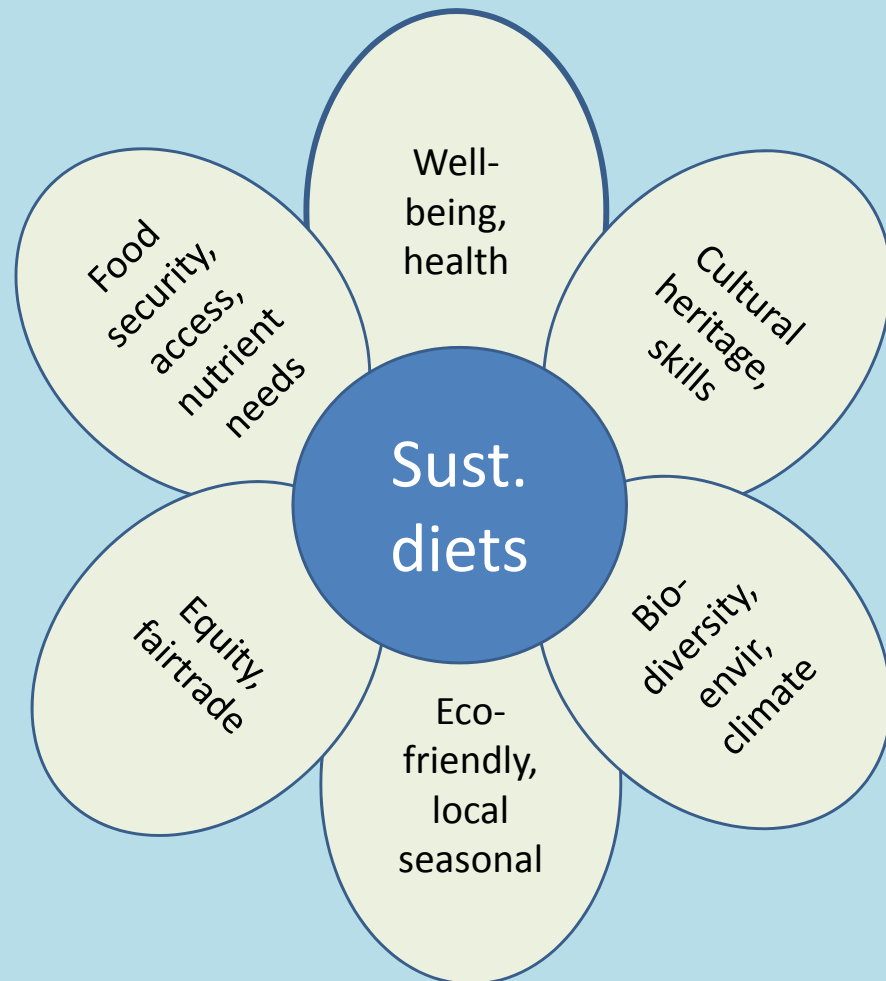 Well-
being,
health
Cultural
heritage,
skills
Bio-
diversity,
envir,
climate
Eco-
friendly,
local
seasonal
Equity,
fairtrade
Food
security,
access,
nutrient
needs
Sust.
diets